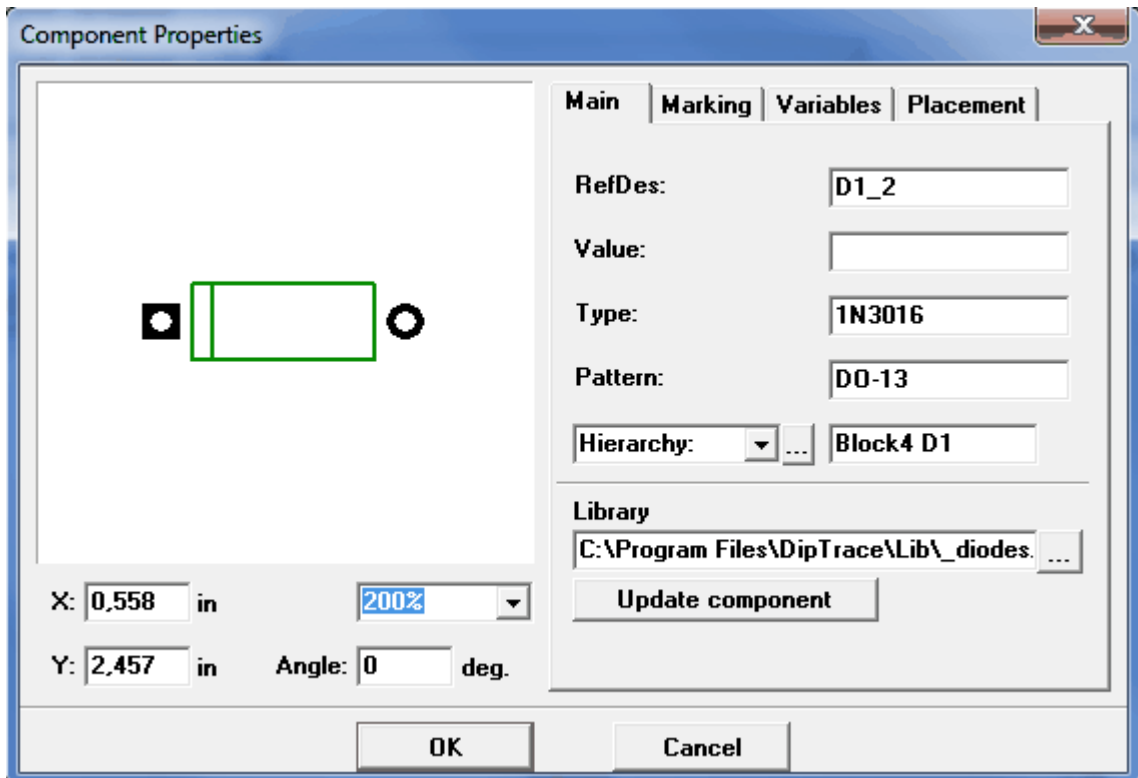 Component Properties
Main Marking Variables Placement
RefDes: D1_2
Value:
Type: 1N3016
Pattern: DO-13
Hierarchy: ... Block4 D1
Library
C:\Program Files\DipTrace\Lib\_diodes. ...
Update component
X: 0,558 in 200%
Y: 2,457 in Angle: 0 deg.
OK Cancel